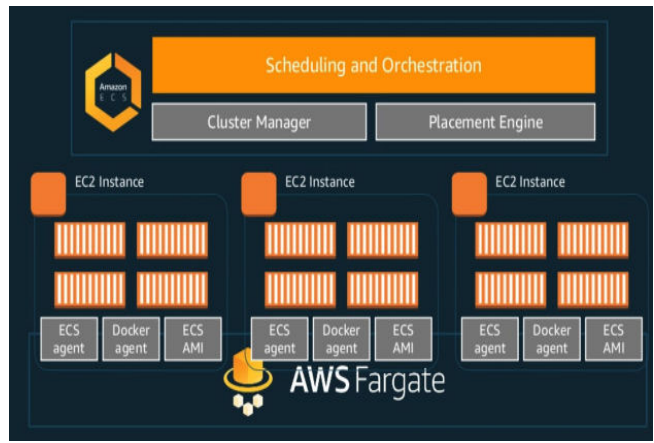 Amazon
ECS
Scheduling and Orchestration
Cluster Manager
Placement Engine
EC2 Instance
EC2 Instance
EC2 Instance
ECS
agent
Docker
agent
ECS
AMI
ECS
agent
Docker
agent
ECS
AMI
ECS
agent
Docker
agent
ECS
AMI
AWS Fargate